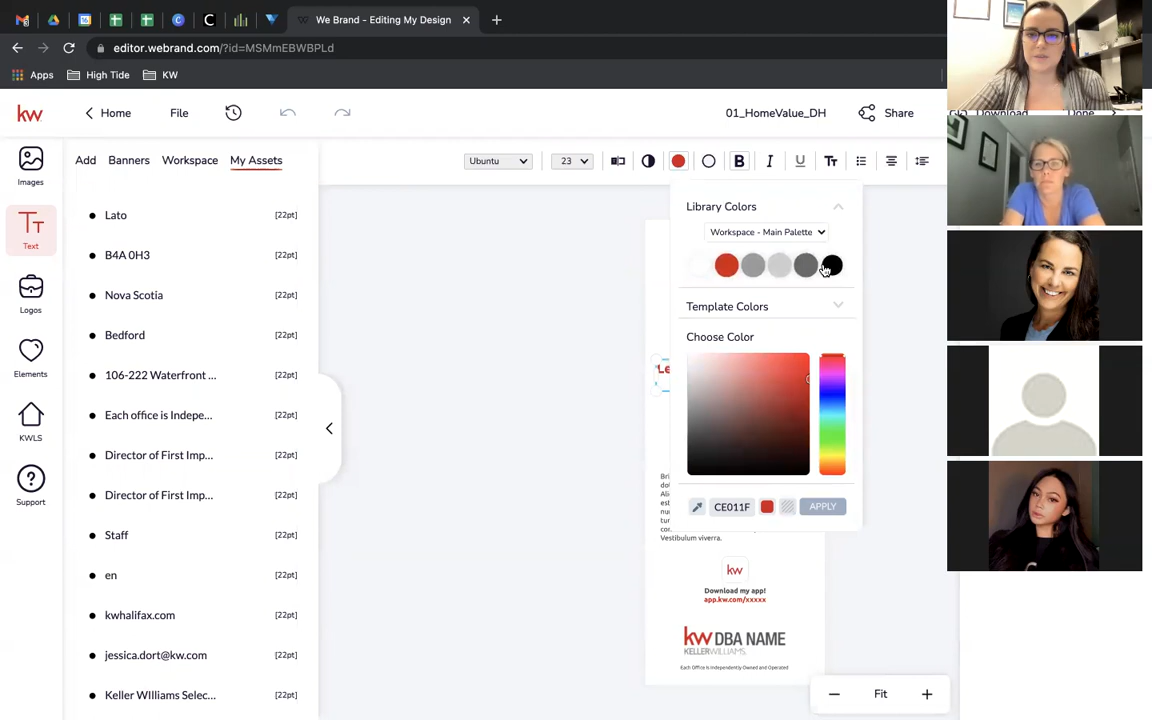 We Brand - Editing My Design
editor.webrand.com/?id=MSMmEBWBPLd
Apps High Tide KW
kw Home File 01_HomeValue_DH Share Download Done
Add Banners Workspace My Assets
Ubuntu 23 B I U TT
Images
Text
Logos
Elements
KWLS
Support
Lato [22pt]
B4A 0H3 [22pt]
Nova Scotia [22pt]
Bedford [22pt]
106-222 Waterfront ... [22pt]
Each office is Indepe... [22pt]
Director of First Imp... [22pt]
Director of First Imp... [22pt]
Staff [22pt]
en [22pt]
kwhalifax.com [22pt]
jessica.dort@kw.com [22pt]
Keller WIlliams Selec... [22pt]
Library Colors
Workspace - Main Palette
Template Colors
Choose Color
CE011F APPLY
Vestibulum viverra.
kw
Download my app!
app.kw.com/xxxxx
kw DBA NAME
KELLERWILLIAMS.
Each Office is Independently Owned and Operated
Fit